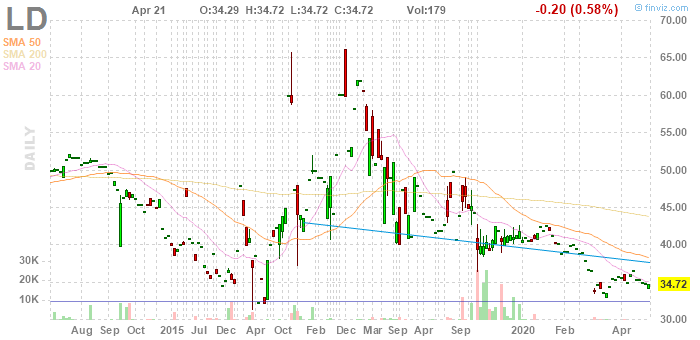 LD Apr 21 O:34.29 H:34.72 L:34.72 C:34.72 Vol:179 -0.20 (0.58%) © finviz.com
SMA 50
SMA 200
SMA 20
DAILY
70.00
65.00
60.00
55.00
50.00
45.00
40.00
34.72
30.00
30K
20K
10K
Aug Sep Oct 2015 Jul Dec Apr Oct Feb Dec Mar Sep Apr Sep 2020 Feb Apr